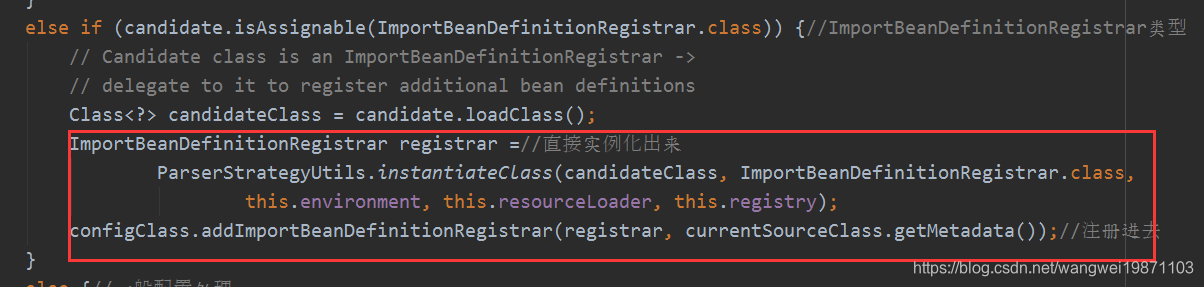 }
else if (candidate.isAssignable(ImportBeanDefinitionRegistrar.class)) {//ImportBeanDefinitionRegistrar类型
// Candidate class is an ImportBeanDefinitionRegistrar ->
// delegate to it to register additional bean definitions
Class<?> candidateClass = candidate.loadClass();
ImportBeanDefinitionRegistrar registrar =//直接实例化出来
ParserStrategyUtils.instantiateClass(candidateClass, ImportBeanDefinitionRegistrar.class,
this.environment, this.resourceLoader, this.registry);
configClass.addImportBeanDefinitionRegistrar(registrar, currentSourceClass.getMetadata());//注册进去
}
else {//
https://blog.csdn.net/wangwei19871103